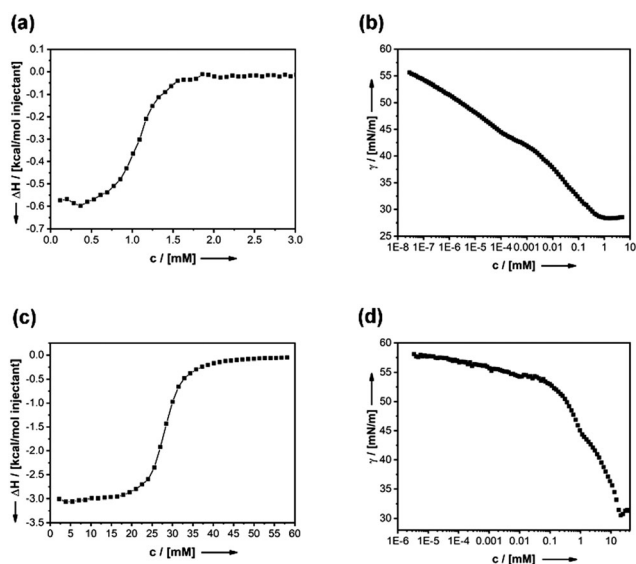 (a)
0.1
0.0
-0.1
-0.2
-0.3
-0.4
-0.5
-0.6
-0.7
ΔH / [kcal/mol injectant]
0.0 0.5 1.0 1.5 2.0 2.5 3.0
c / [mM]
(b)
60
55
50
45
40
35
30
25
γ / [mN/m]
1E-8 1E-7 1E-6 1E-5 1E-4 0.001 0.01 0.1 1 10
c / [mM]
(c)
0.0
-0.5
-1.0
-1.5
-2.0
-2.5
-3.0
-3.5
ΔH / [kcal/mol injectant]
0 5 10 15 20 25 30 35 40 45 50 55 60
c / [mM]
(d)
60
55
50
45
40
35
30
γ / [mN/m]
1E-6 1E-5 1E-4 0.001 0.01 0.1 1 10
c / [mM]